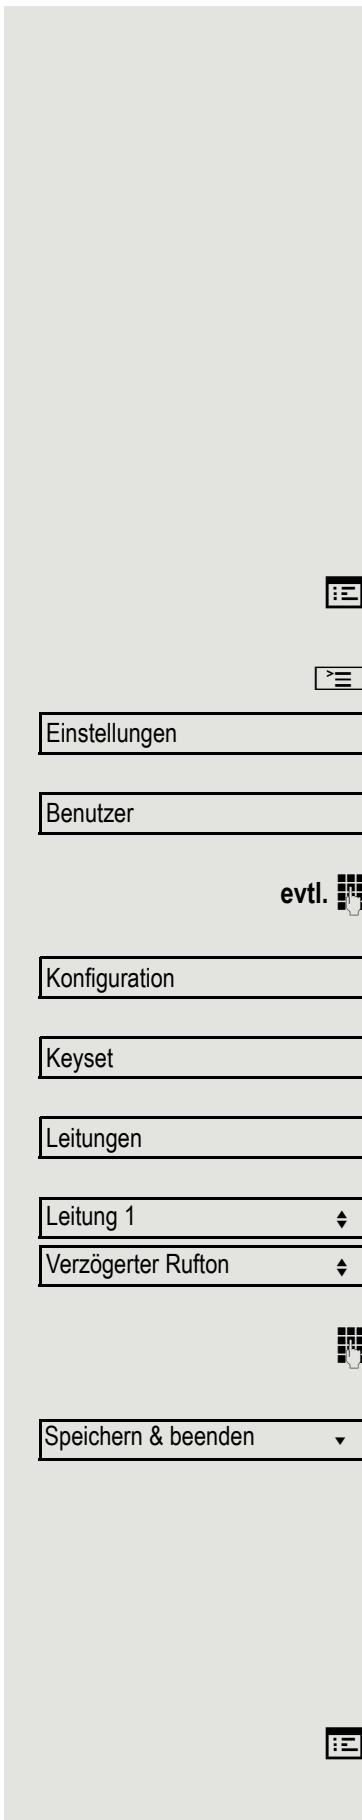 Einstellungen
Benutzer
evtl.
Konfiguration
Keyset
Leitungen
Leitung 1
Verzögerter Rufton
Speichern & beenden